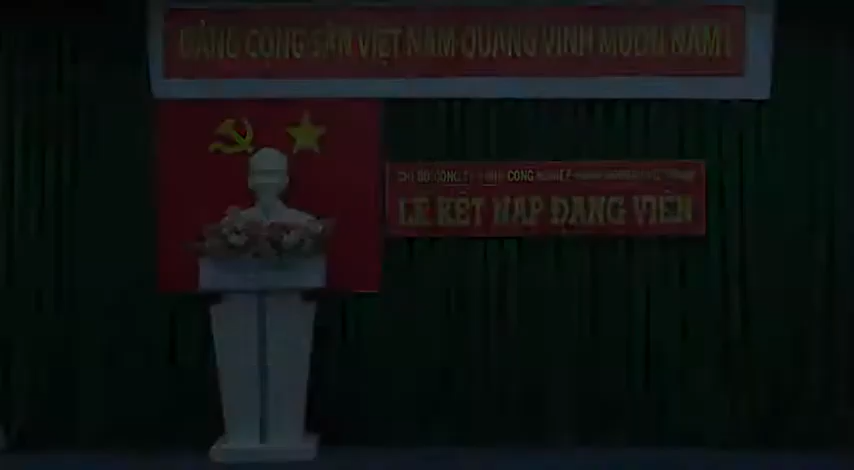 ĐẢNG CỘNG SẢN VIỆT NAM QUANG VINH MUÔN NĂM!
CHI BỘ CÔNG TY CÔNG NGHIỆP
LỄ KẾT NẠP ĐẢNG VIÊN